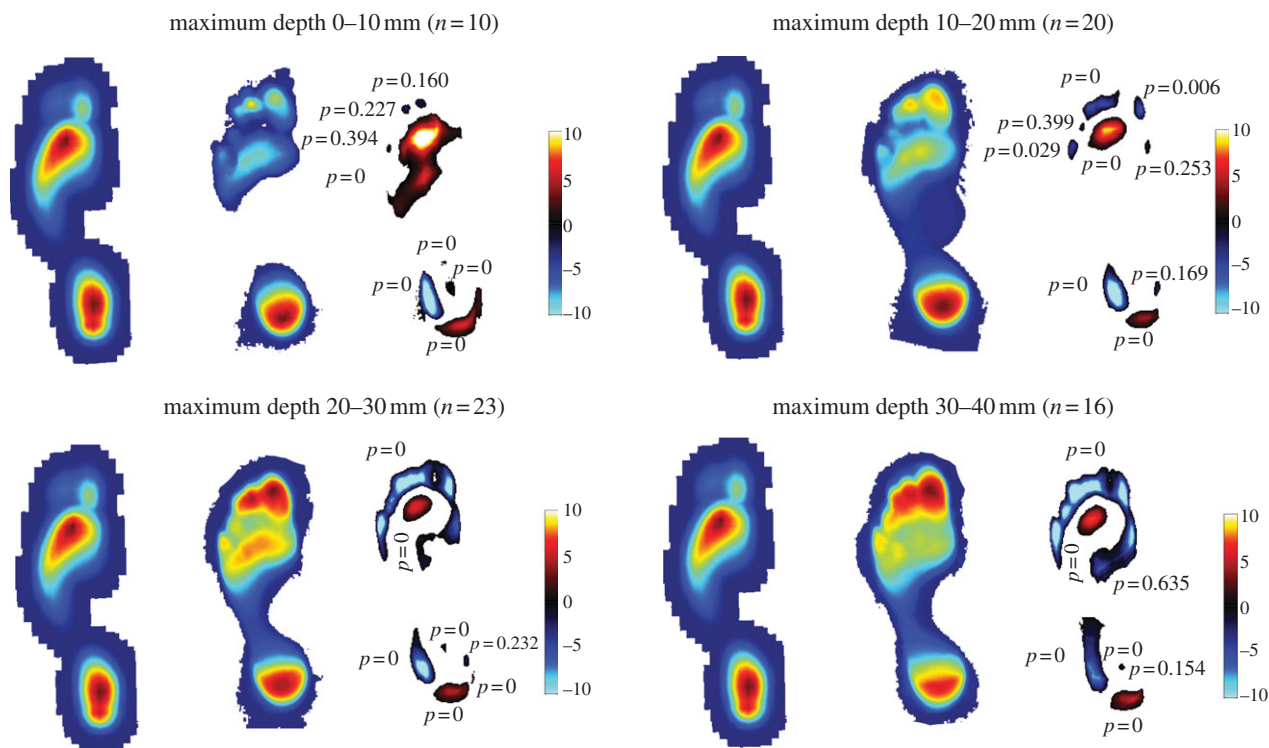 maximum depth 0–10 mm (n=10)
p=0.160
p=0.227
p=0.394
p=0
p=0
p=0
p=0
p=0
10
5
0
−5
−10
maximum depth 10–20 mm (n=20)
p=0
p=0.006
p=0.399
p=0.029
p=0
p=0.253
p=0
p=0.169
p=0
10
5
0
−5
−10
maximum depth 20–30 mm (n=23)
p=0
p=0
p=0
p=0.232
p=0
p=0
p=0
10
5
0
−5
−10
maximum depth 30–40 mm (n=16)
p=0
p=0
p=0.635
p=0
p=0
p=0.154
p=0
10
5
0
−5
−10